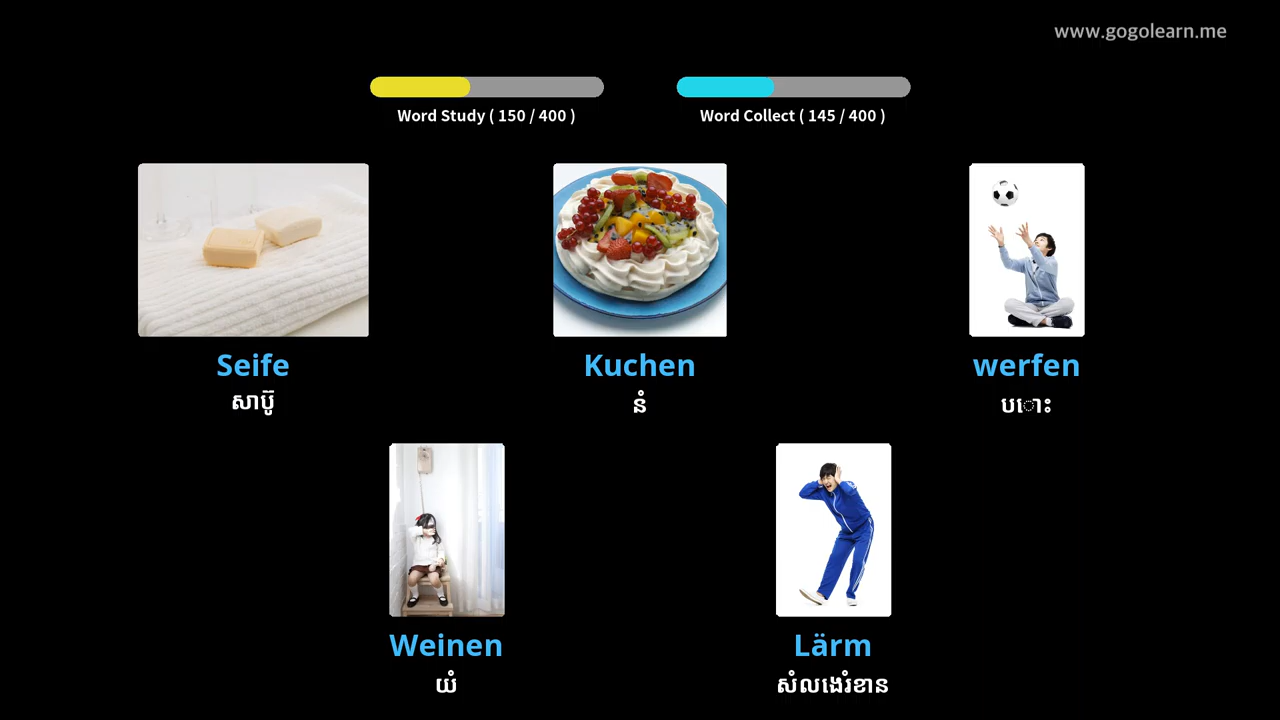 www.gogolearn.me
Word Study ( 150 / 400 )
Word Collect ( 145 / 400 )
Seife
សាប៊ូ
Kuchen
នំ
werfen
បោះ
Weinen
យំ
Lärm
សំលេងរំខាន